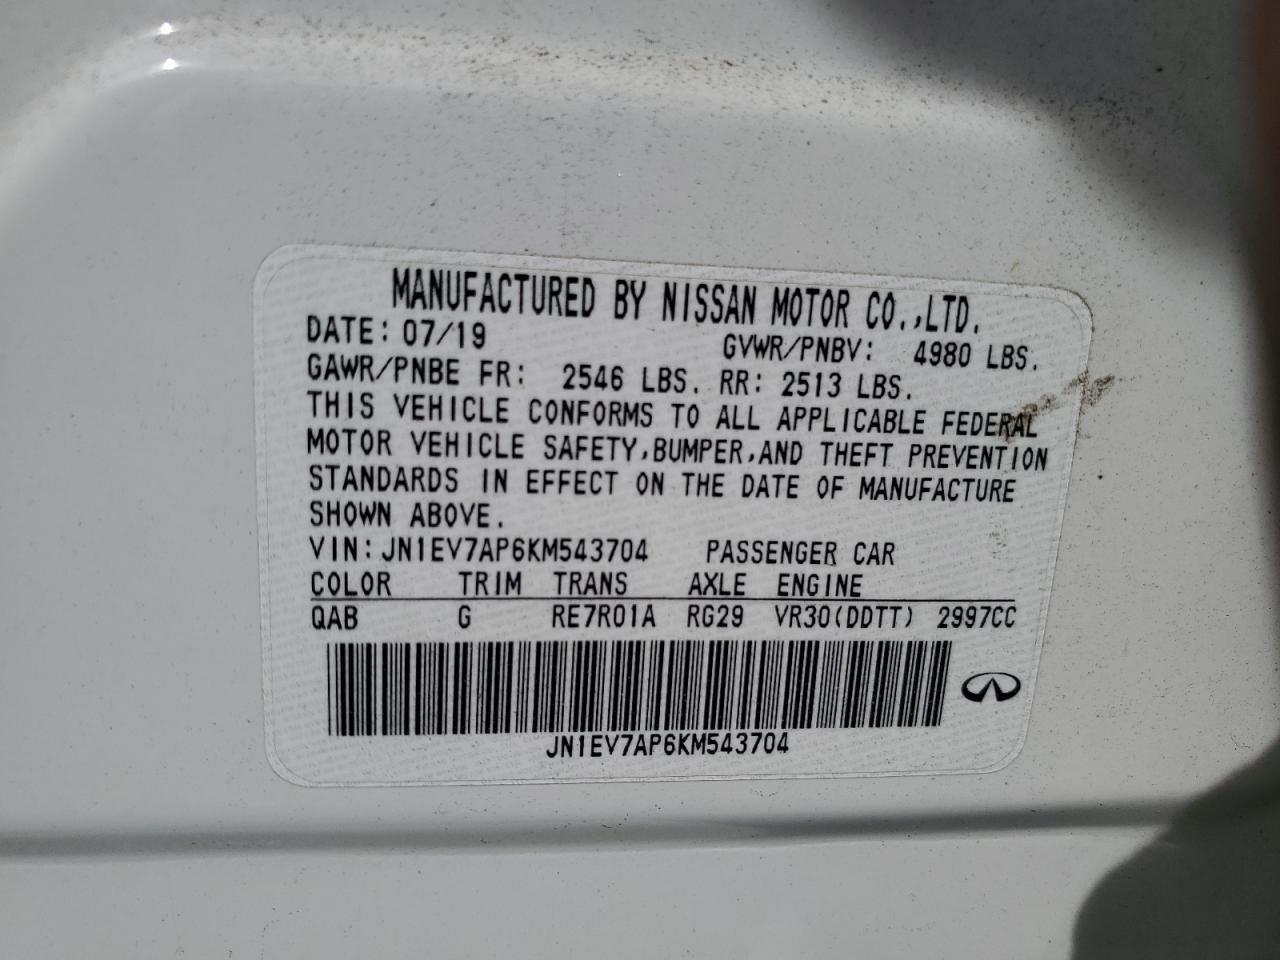 MANUFACTURED BY NISSAN MOTOR CO.,LTD.
DATE: 07/19 GVWR/PNBV: 4980 LBS.
GAWR/PNBE FR: 2546 LBS. RR: 2513 LBS.
THIS VEHICLE CONFORMS TO ALL APPLICABLE FEDERAL
MOTOR VEHICLE SAFETY,BUMPER,AND THEFT PREVENTION
STANDARDS IN EFFECT ON THE DATE OF MANUFACTURE
SHOWN ABOVE.
VIN: JN1EV7AP6KM543704 PASSENGER CAR
COLOR TRIM TRANS AXLE ENGINE
QAB G RE7R01A RG29 VR30(DDTT) 2997CC
JN1EV7AP6KM543704